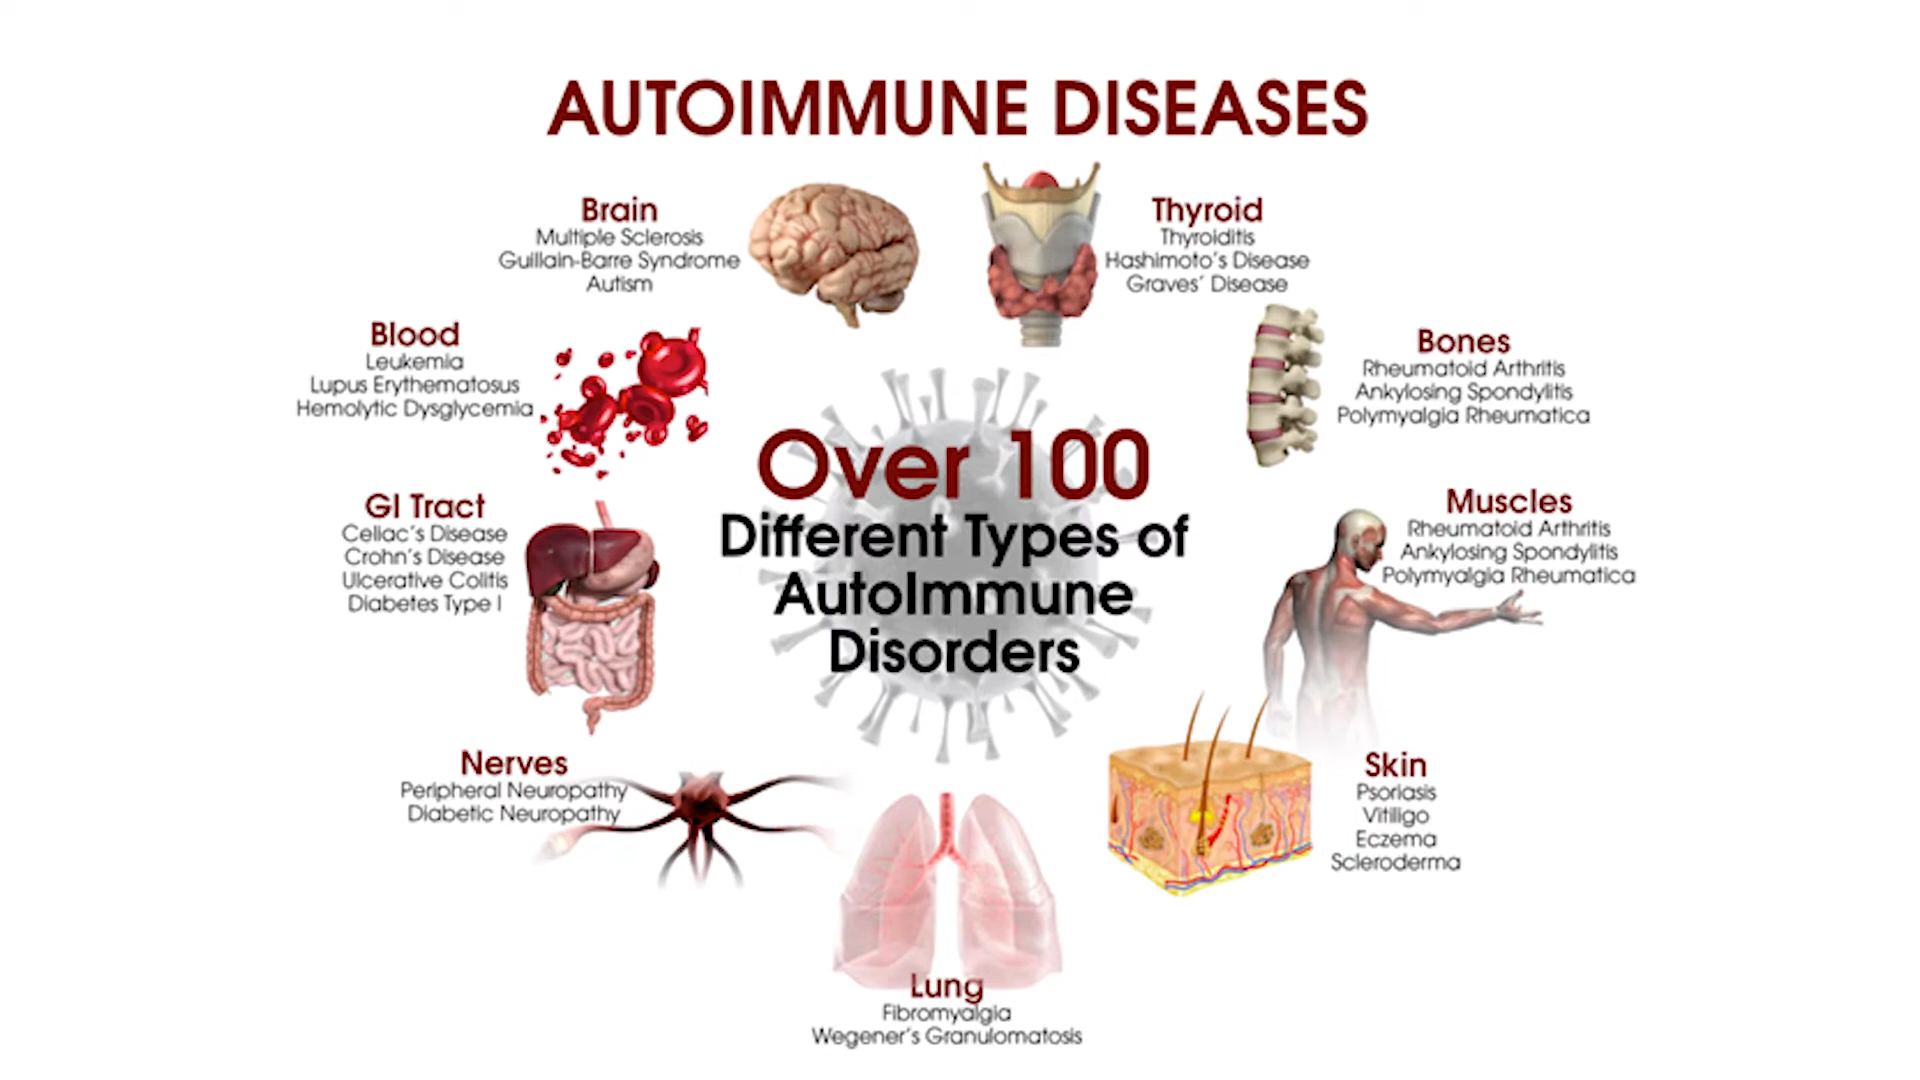 AUTOIMMUNE DISEASES
Brain
Multiple Sclerosis
Guillain-Barre Syndrome
Autism
Thyroid
Thyroiditis
Hashimoto's Disease
Graves' Disease
Blood
Leukemia
Lupus Erythematosus
Hemolytic Dysglycemia
Bones
Rheumatoid Arthritis
Ankylosing Spondylitis
Polymyalgia Rheumatica
Over 100
Different Types of
AutoImmune
Disorders
GI Tract
Celiac's Disease
Crohn's Disease
Ulcerative Colitis
Diabetes Type I
Muscles
Rheumatoid Arthritis
Ankylosing Spondylitis
Polymyalgia Rheumatica
Nerves
Peripheral Neuropathy
Diabetic Neuropathy
Skin
Psoriasis
Vitiligo
Eczema
Scleroderma
Lung
Fibromyalgia
Wegener's Granulomatosis